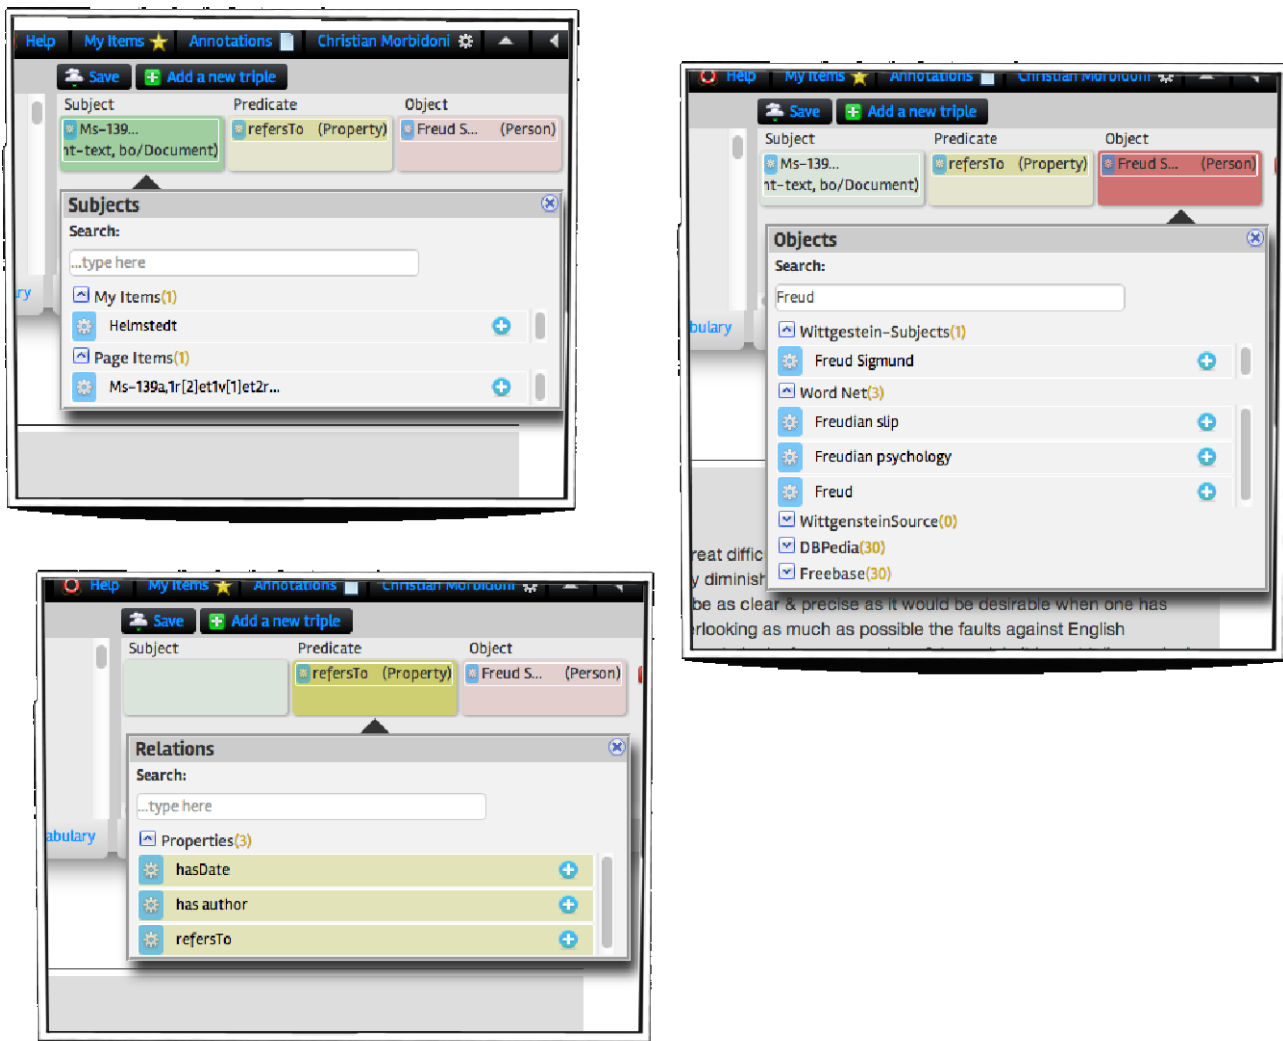 Help My Items Annotations Christian Morbidoni
Save Add a new triple
Subject Predicate Object
Ms-139... refersTo (Property) Freud S... (Person)
nt-text, bo/Document)
Subjects
Search:
...type here
My Items(1)
Helmstedt
Page Items(1)
Ms-139a,1r[2]et1v[1]et2r...
ry
Help My Items Annotations Christian Morbidoni
Save Add a new triple
Subject Predicate Object
Ms-139... refersTo (Property) Freud S... (Person)
nt-text, bo/Document)
Objects
Search:
Freud
bulary
Wittgestein-Subjects(1)
Freud Sigmund
Word Net(3)
Freudian slip
Freudian psychology
Freud
WittgensteinSource(0)
DBPedia(30)
Freebase(30)
reat diffic
y diminish
be as clear & precise as it would be desirable when one has
erlooking as much as possible the faults against English
Help My Items Annotations Christian Morbidoni
Save Add a new triple
Subject Predicate Object
refersTo (Property) Freud S... (Person)
Relations
Search:
...type here
abulary
Properties(3)
hasDate
has author
refersTo